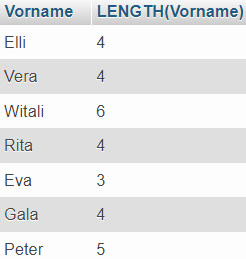 Vorname LENGTH(Vorname)
Elli 4
Vera 4
Witali 6
Rita 4
Eva 3
Gala 4
Peter 5